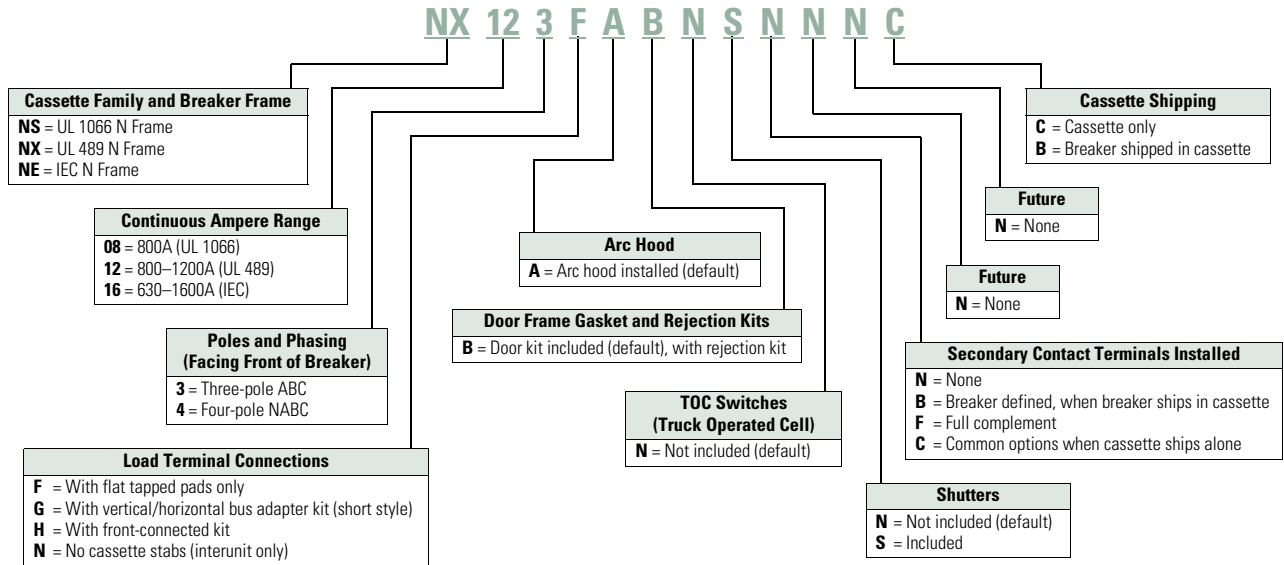 NX 12 3 F A B N S N N N C
Cassette Family and Breaker Frame
NS = UL 1066 N Frame
NX = UL 489 N Frame
NE = IEC N Frame
Continuous Ampere Range
08 = 800A (UL 1066)
12 = 800–1200A (UL 489)
16 = 630–1600A (IEC)
Poles and Phasing
(Facing Front of Breaker)
3 = Three-pole ABC
4 = Four-pole NABC
Load Terminal Connections
F = With flat tapped pads only
G = With vertical/horizontal bus adapter kit (short style)
H = With front-connected kit
N = No cassette stabs (interunit only)
Arc Hood
A = Arc hood installed (default)
Door Frame Gasket and Rejection Kits
B = Door kit included (default), with rejection kit
TOC Switches
(Truck Operated Cell)
N = Not included (default)
Shutters
N = Not included (default)
S = Included
Secondary Contact Terminals Installed
N = None
B = Breaker defined, when breaker ships in cassette
F = Full complement
C = Common options when cassette ships alone
Future
N = None
Future
N = None
Cassette Shipping
C = Cassette only
B = Breaker shipped in cassette